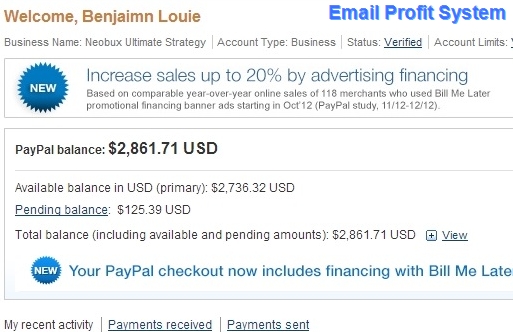 Welcome, Benjaimn Louie
Email Profit System
Business Name: Neobux Ultimate Strategy | Account Type: Business | Status: Verified | Account Limits:
NEW
Increase sales up to 20% by advertising financing
Based on comparable year-over-year online sales of 118 merchants who used Bill Me Later
promotional financing banner ads starting in Oct'12 (PayPal study, 11/12-12/12).
PayPal balance: $2,861.71 USD
Available balance in USD (primary): $2,736.32 USD
Pending balance: $125.39 USD
Total balance (including available and pending amounts): $2,861.71 USD + View
NEW Your PayPal checkout now includes financing with Bill Me Late
My recent activity | Payments received | Payments sent